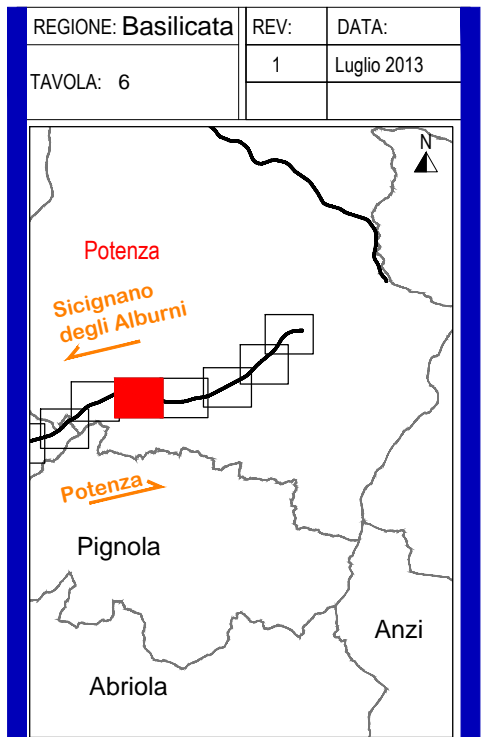 REGIONE: Basilicata
REV:
DATA:
1
Luglio 2013
TAVOLA: 6
N
Potenza
Sicignano
degli Alburni
Potenza
Pignola
Anzi
Abriola